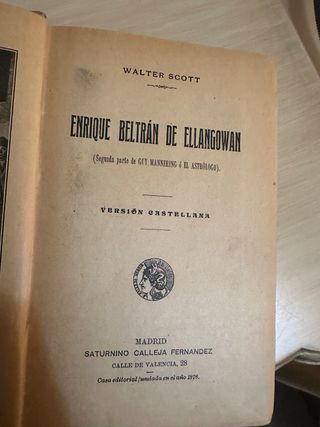 WALTER SCOTT
ENRIQUE BELTRÁN DE ELLANGOWAN
(Segunda parte de GUY MANNERING ó EL ASTRÓLOGO).
VERSIÓN CASTELLANA
MADRID
SATURNINO CALLEJA FERNANDEZ
CALLE DE VALENCIA, 28
Casa editorial fundada en el año 1876.